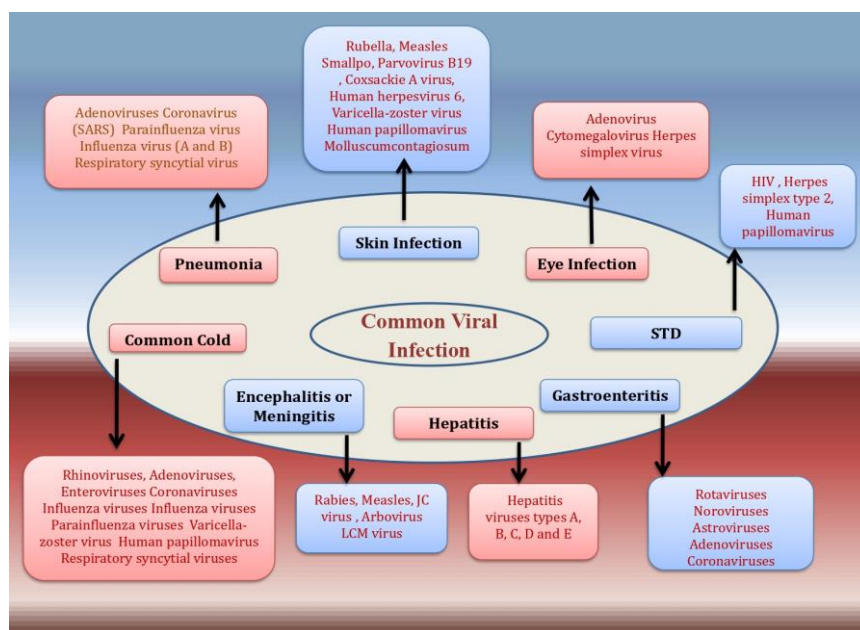 Rubella, Measles
Smallpo, Parvovirus B19
, Coxsackie A virus,
Human herpesvirus 6,
Varicella-zoster virus
Human papillomavirus
Molluscumcontagiosum
Adenoviruses Coronavirus
(SARS) Parainfluenza virus
Influenza virus (A and B)
Respiratory syncytial virus
Adenovirus
Cytomegalovirus Herpes
simplex virus
HIV , Herpes
simplex type 2,
Human
papillomavirus
Pneumonia
Skin Infection
Eye Infection
Common Cold
Common Viral
Infection
STD
Encephalitis or
Meningitis
Hepatitis
Gastroenteritis
Rhinoviruses, Adenoviruses,
Enteroviruses Coronaviruses
Influenza viruses Influenza viruses
Parainfluenza viruses Varicella-
zoster virus Human papillomavirus
Respiratory syncytial viruses
Rabies, Measles, JC
virus , Arbovirus
LCM virus
Hepatitis
viruses types A,
B, C, D and E
Rotaviruses
Noroviruses
Astroviruses
Adenoviruses
Coronaviruses